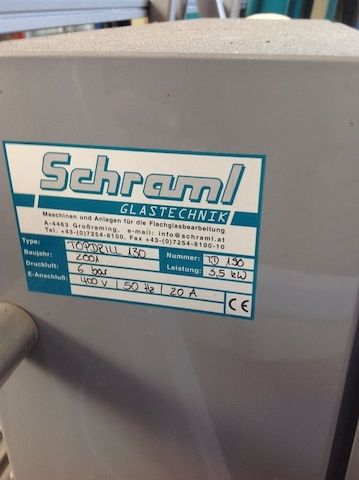 Schraml
GLASTECHNIK
Maschinen und Anlagen für die Flachglasbearbeitung
A-4463 Großraming, e-mail: info@schraml.at
Tel. +43-(0)7254-8100, Fax +43-(0)7254-8100-10
Type: TOPDRILL 130
Baujahr: 2001 Nummer: TD 190
Druckluft: 6 bar Leistung: 3,5 kW
E-Anschluß: 400 V / 50 Hz / 20 A
CE